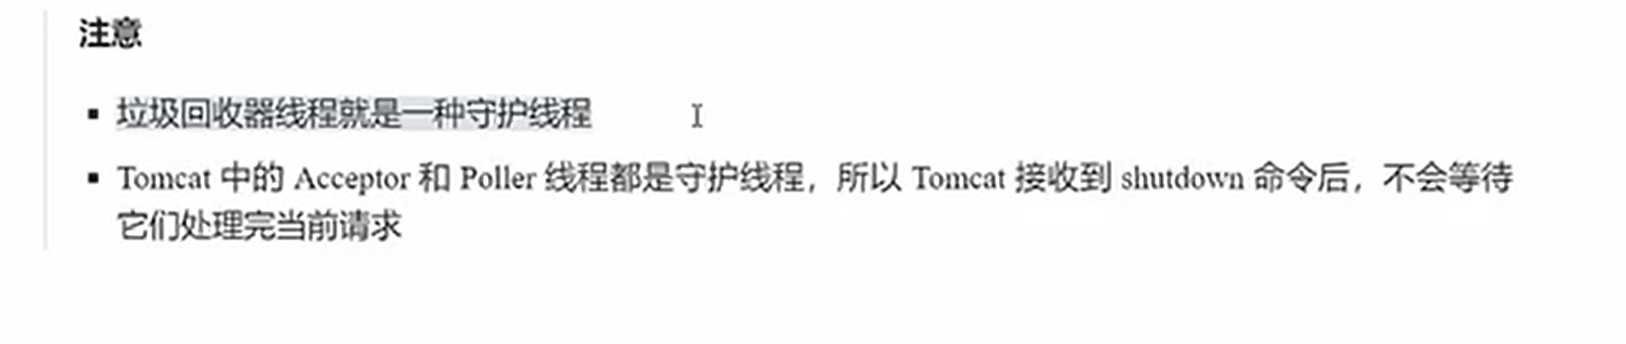 注意
垃圾回收器线程就是一种守护线程
Tomcat 中的 Acceptor 和 Poller 线程都是守护线程，所以 Tomcat 接收到 shutdown 命令后，不会等待
它们处理完当前请求